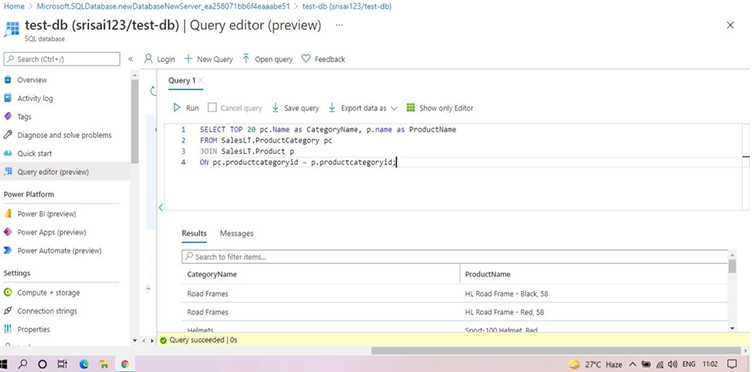 Home > Microsoft.SQLDatabase.newDatabaseNewServer_ea258071bb6f4eaaabe51 > test-db (srisai123/test-db)
test-db (srisai123/test-db) | Query editor (preview) ...
SQL database
Search (Ctrl+/)
Overview
Activity log
Tags
Diagnose and solve problems
Quick start
Query editor (preview)
Power Platform
Power BI (preview)
Power Apps (preview)
Power Automate (preview)
Settings
Compute + storage
Connection strings
Properties
Login
New Query
Open query
Feedback
Query 1
Run
Cancel query
Save query
Export data as
Show only Editor
1 SELECT TOP 20 pc.Name as CategoryName, p.name as ProductName
2 FROM SalesLT.ProductCategory pc
3 JOIN SalesLT.Product p
4 ON pc.productcategoryid = p.productcategoryid;
Results Messages
Search to filter items...
CategoryName ProductName
Road Frames HL Road Frame - Black, 58
Road Frames HL Road Frame - Red, 58
Helmets Sport-100 Helmet, Red
Query succeeded | 0s
27°C Haze ENG 11:02